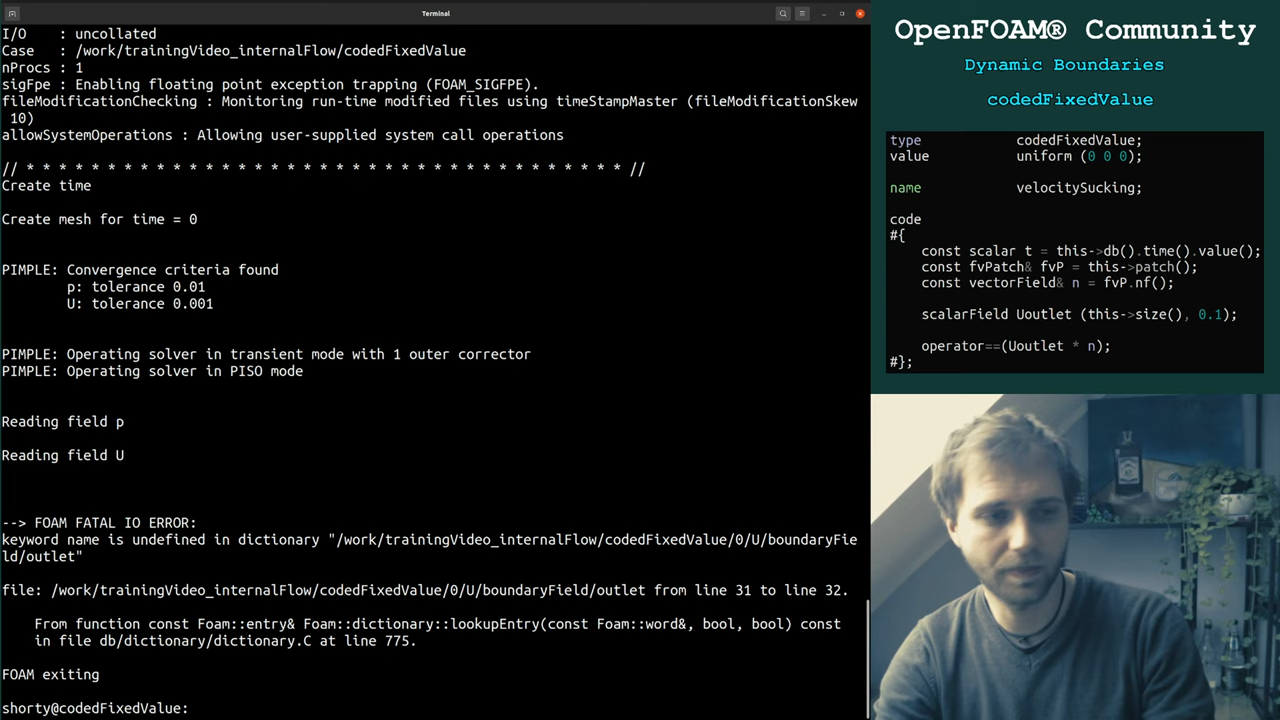 Terminal
I/O    : uncollated
Case   : /work/trainingVideo_internalFlow/codedFixedValue
nProcs : 1
sigFpe : Enabling floating point exception trapping (FOAM_SIGFPE).
fileModificationChecking : Monitoring run-time modified files using timeStampMaster (fileModificationSkew
 10)
allowSystemOperations : Allowing user-supplied system call operations
// * * * * * * * * * * * * * * * * * * * * * * * * * * * * * * * * * * * * * //
Create time
Create mesh for time = 0
PIMPLE: Convergence criteria found
p: tolerance 0.01
U: tolerance 0.001
PIMPLE: Operating solver in transient mode with 1 outer corrector
PIMPLE: Operating solver in PISO mode
Reading field p
Reading field U
--> FOAM FATAL IO ERROR:
keyword name is undefined in dictionary "/work/trainingVideo_internalFlow/codedFixedValue/0/U/boundaryFie
ld/outlet"
file: /work/trainingVideo_internalFlow/codedFixedValue/0/U/boundaryField/outlet from line 31 to line 32.
From function const Foam::entry& Foam::dictionary::lookupEntry(const Foam::word&, bool, bool) const
in file db/dictionary/dictionary.C at line 775.
FOAM exiting
shorty@codedFixedValue:
OpenFOAM® Community
Dynamic Boundaries
codedFixedValue
type codedFixedValue;
value uniform (0 0 0);
name velocitySucking;
code
#{
const scalar t = this->db().time().value();
const fvPatch& fvP = this->patch();
const vectorField& n = fvP.nf();
scalarField Uoutlet (this->size(), 0.1);
operator==(Uoutlet * n);
#};